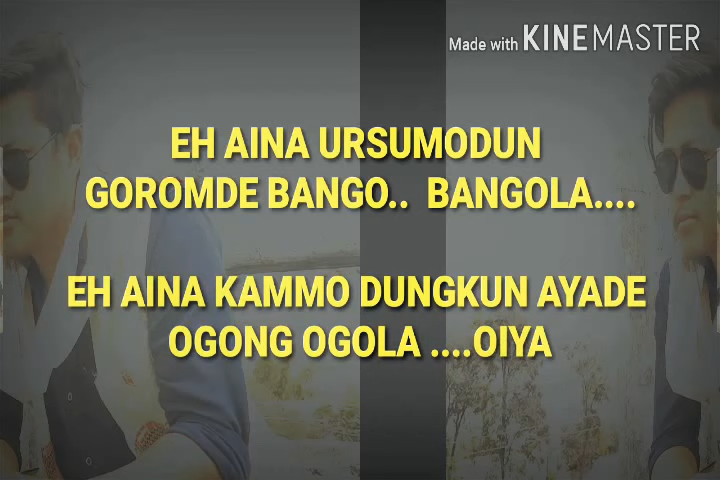 Made with KINEMASTER
EH AINA URSUMODUN
GOROMDE BANGO.. BANGOLA....
EH AINA KAMMO DUNGKUN AYADE
OGONG OGOLA ....OIYA